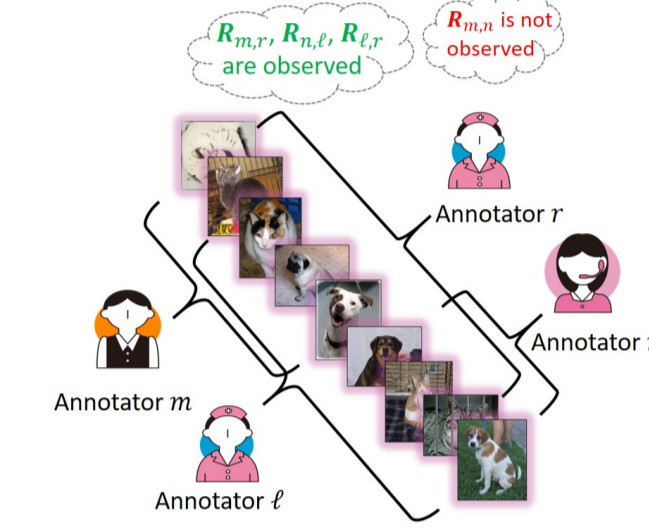 R_{m,r}, R_{n,ℓ}, R_{ℓ,r}
are observed
R_{m,n} is not
observed
Annotator r
Annotator
Annotator m
Annotator ℓ